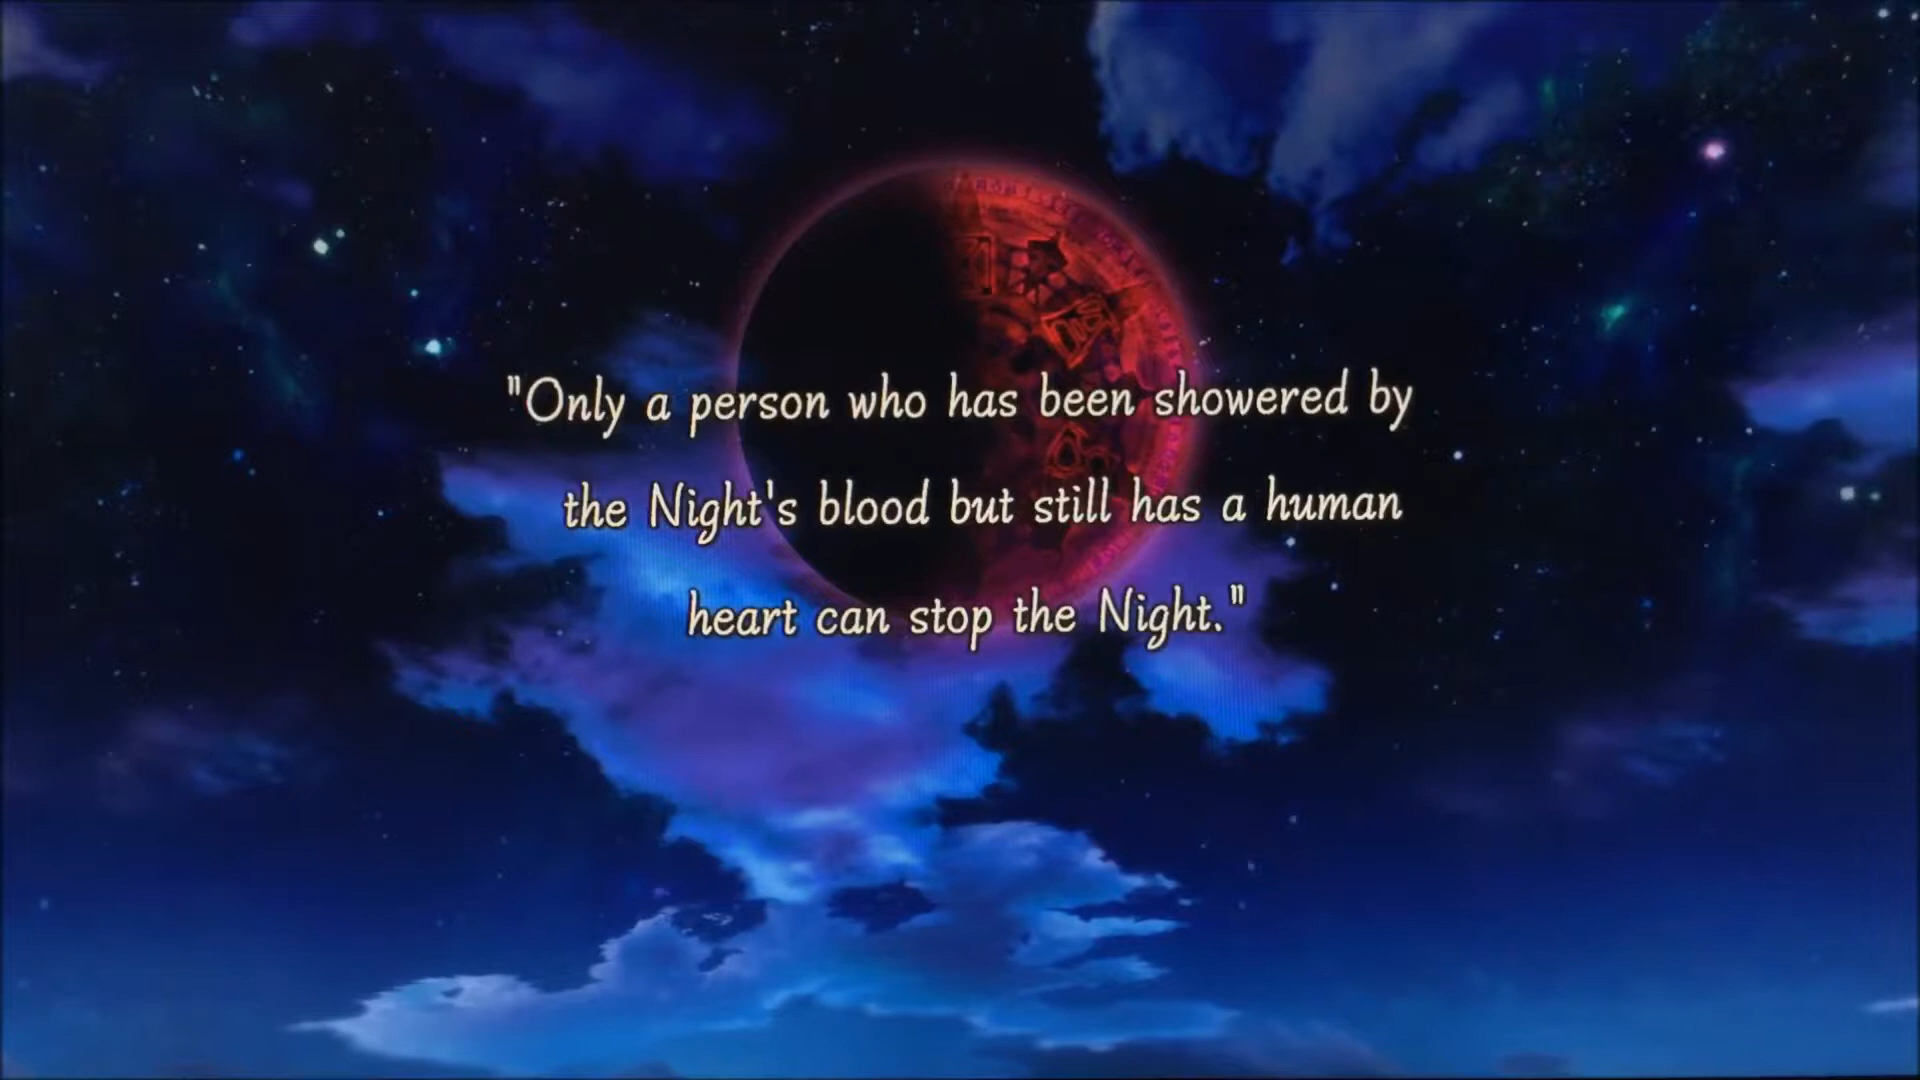 "Only a person who has been showered by
the Night's blood but still has a human
heart can stop the Night."